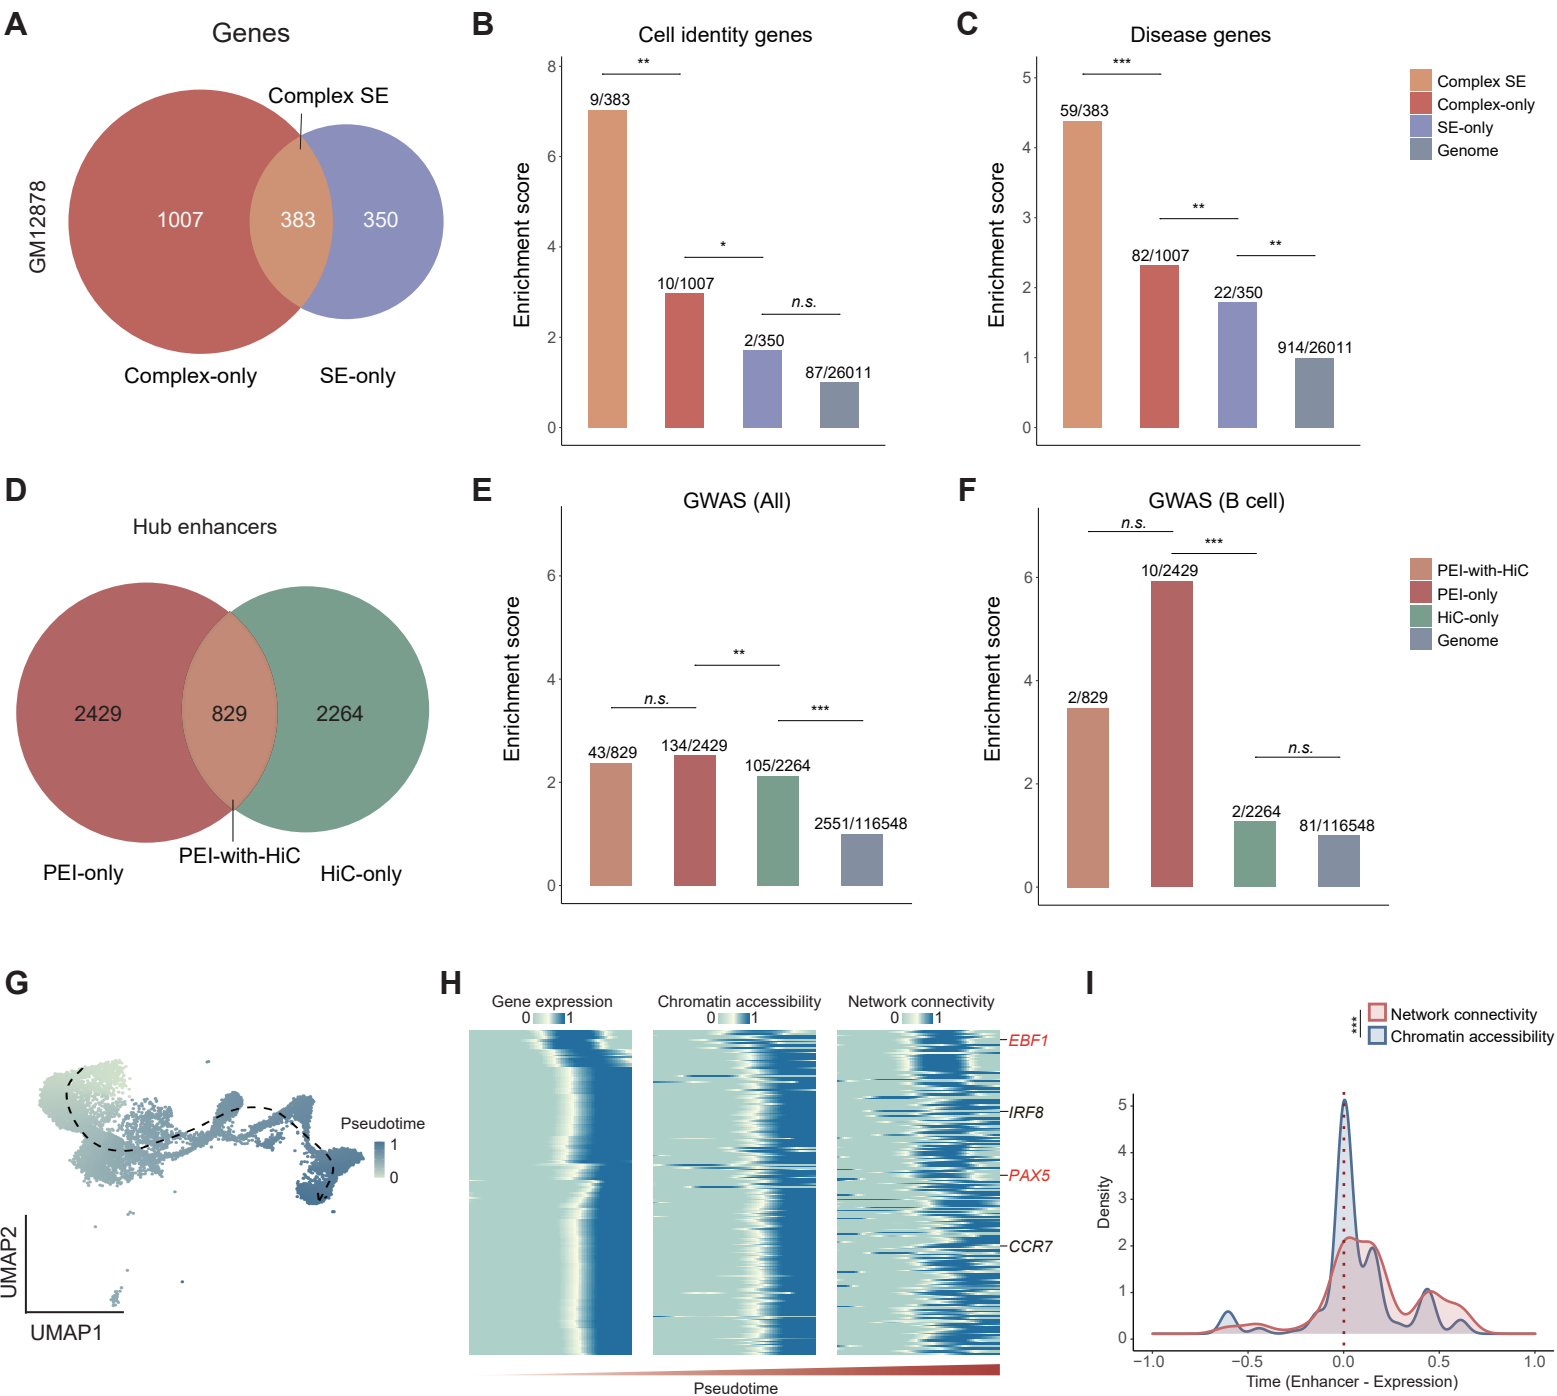 A
Genes
Complex SE
GM12878
1007
383
350
Complex-only
SE-only
B
Cell identity genes
Enrichment score
8
6
4
2
0
**
9/383
*
10/1007
n.s.
2/350
87/26011
C
Disease genes
Enrichment score
5
4
3
2
1
0
***
59/383
**
82/1007
**
22/350
914/26011
Complex SE
Complex-only
SE-only
Genome
D
Hub enhancers
2429
829
2264
PEI-with-HiC
PEI-only
HiC-only
E
GWAS (All)
Enrichment score
6
4
2
0
**
n.s.
***
43/829
134/2429
105/2264
2551/116548
F
GWAS (B cell)
Enrichment score
6
4
2
0
n.s.
***
10/2429
2/829
n.s.
2/2264
81/116548
PEI-with-HiC
PEI-only
HiC-only
Genome
G
Pseudotime
1
0
UMAP2
UMAP1
H
Gene expression
0 1
Chromatin accessibility
0 1
Network connectivity
0 1
EBF1
IRF8
PAX5
CCR7
Pseudotime
I
***
Network connectivity
Chromatin accessibility
Density
5
4
3
2
1
0
−1.0 −0.5 0.0 0.5 1.0
Time (Enhancer - Expression)